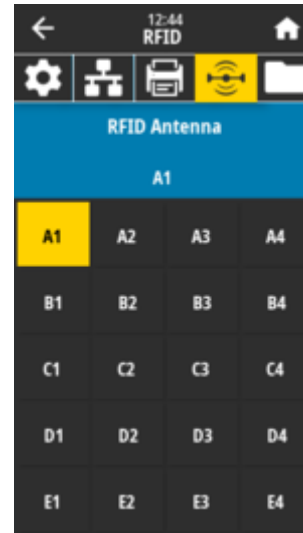 12:44
RFID
RFID Antenna
A1
A1 A2 A3 A4
B1 B2 B3 B4
C1 C2 C3 C4
D1 D2 D3 D4
E1 E2 E3 E4